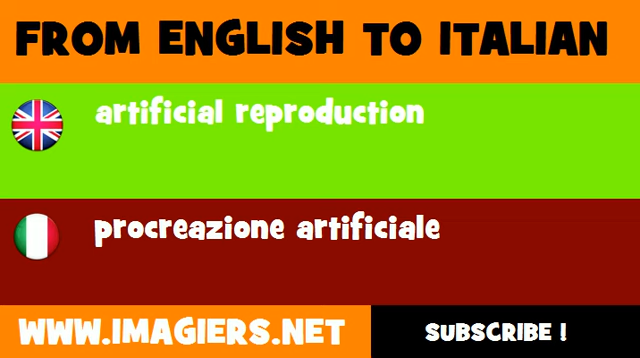 FROM ENGLISH TO ITALIAN
artificial reproduction
procreazione artificiale
WWW.IMAGIERS.NET
SUBSCRIBE !